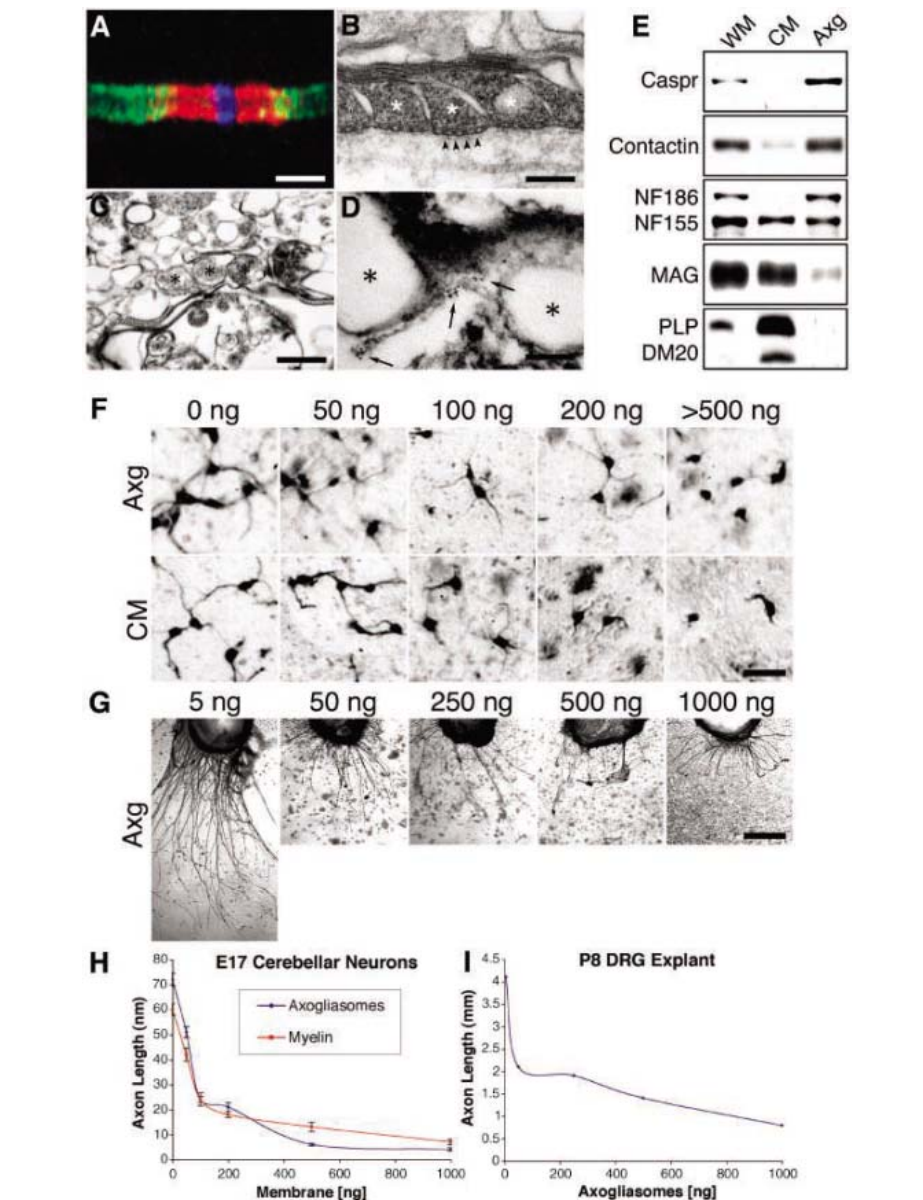 A
B
C
D
E
WM CM Axg
Caspr
Contactin
NF186
NF155
MAG
PLP
DM20
F
0 ng 50 ng 100 ng 200 ng >500 ng
Axg
CM
G
5 ng 50 ng 250 ng 500 ng 1000 ng
Axg
H
E17 Cerebellar Neurons
Axon Length (nm)
80
70
60
50
40
30
20
10
0
Axogliasomes
Myelin
0 200 400 600 800 1000
Membrane [ng]
I
P8 DRG Explant
Axon Length (mm)
4.5
4
3.5
3
2.5
2
1.5
1
0.5
0
0 200 400 600 800 1000
Axogliasomes [ng]